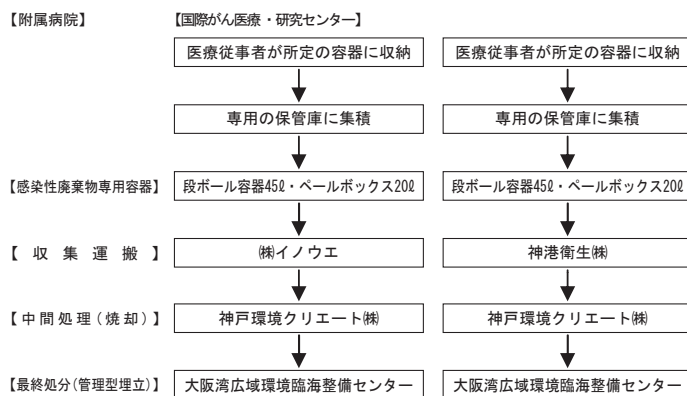 【附属病院】 【国際がん医療・研究センター】
医療従事者が所定の容器に収納 医療従事者が所定の容器に収納
専用の保管庫に集積 専用の保管庫に集積
【感染性廃棄物専用容器】 段ボール容器45ℓ・ペールボックス20ℓ 段ボール容器45ℓ・ペールボックス20ℓ
【収集運搬】 ㈱イノウエ 神港衛生㈱
【中間処理(焼却)】 神戸環境クリエート㈱ 神戸環境クリエート㈱
【最終処分(管理型埋立)】 大阪湾広域環境臨海整備センター 大阪湾広域環境臨海整備センター